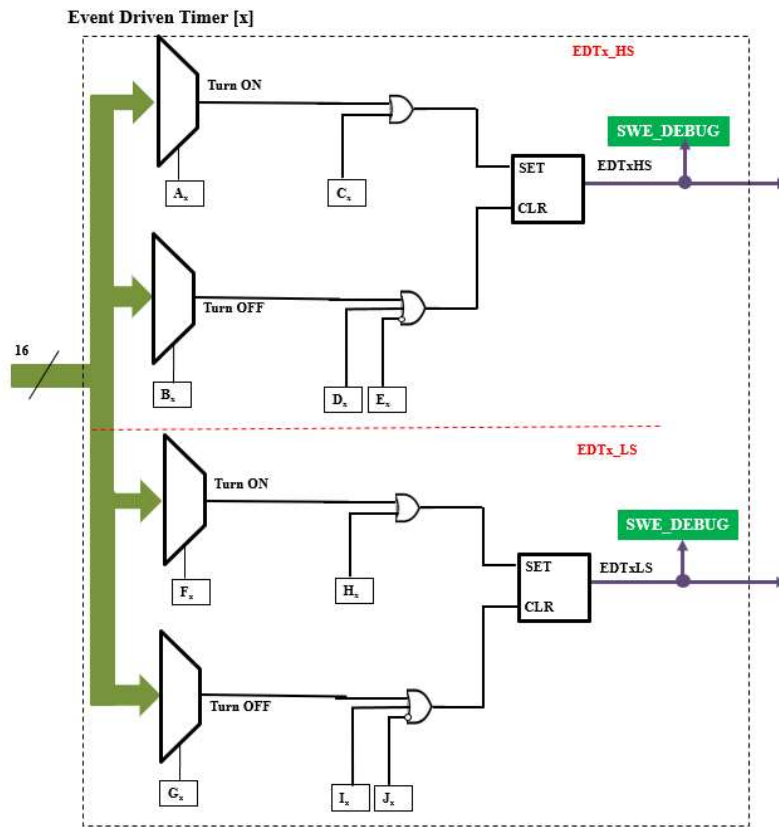 Event Driven Timer [x]
EDTx_HS
Turn ON
SWE_DEBUG
SET
EDTxHS
Aₓ
Cₓ
CLR
Turn OFF
16
Bₓ
Dₓ
Eₓ
EDTx_LS
Turn ON
SWE_DEBUG
SET
EDTxLS
Fₓ
Hₓ
CLR
Turn OFF
Gₓ
Iₓ
Jₓ